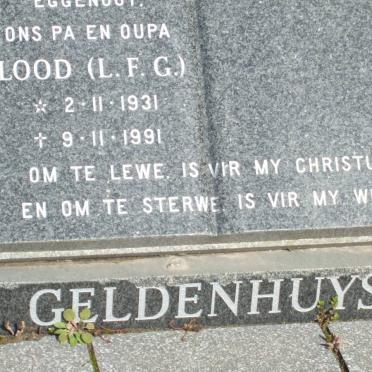 EGGENOOT.
ONS PA EN OUPA
LOOD (L. F. G.)
☆ 2·11·1931
† 9·11·1991
OM TE LEWE IS VIR MY CHRISTU
EN OM TE STERWE IS VIR MY W
GELDENHUYS